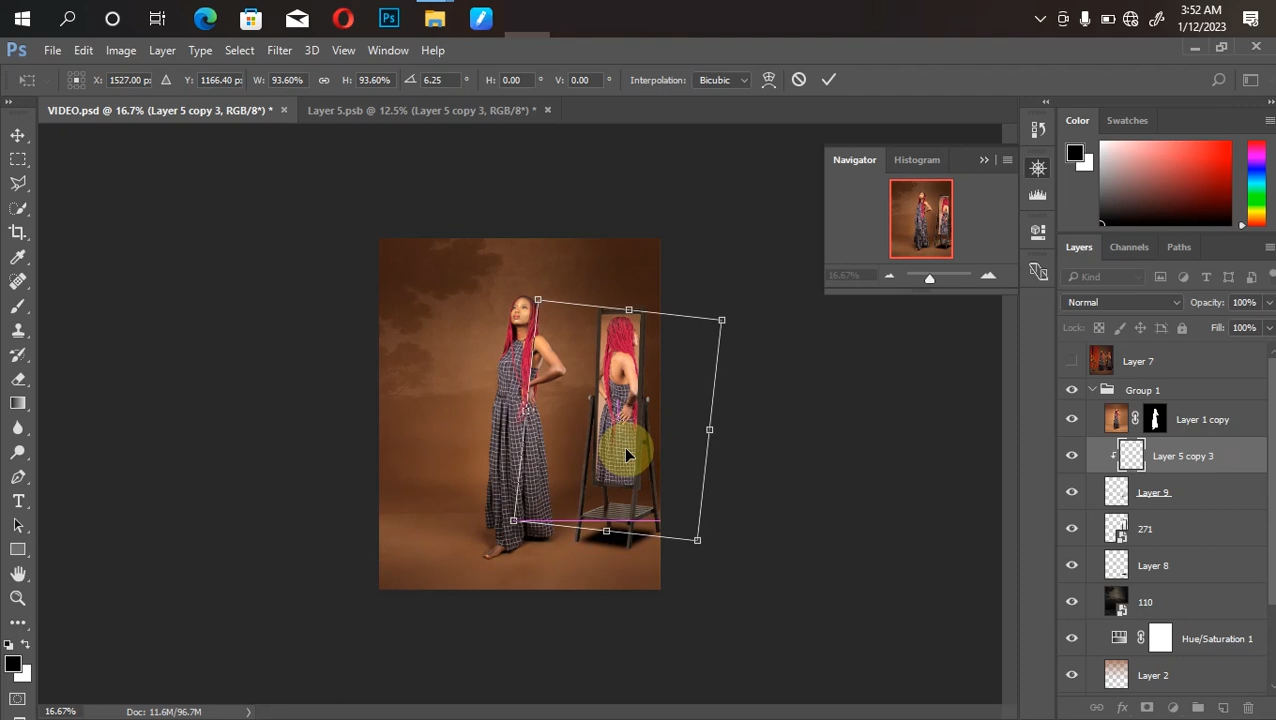 3:52 AM
1/12/2023
Ps
Ps File Edit Image Layer Type Select Filter 3D View Window Help
X: 1527.00 px Y: 1166.40 px W: 93.60% H: 93.60% 6.25 ° H: 0.00 ° V: 0.00 ° Interpolation: Bicubic
VIDEO.psd @ 16.7% (Layer 5 copy 3, RGB/8*) * Layer 5.psb @ 12.5% (Layer 5 copy 3, RGB/8*) *
Color Swatches
Navigator Histogram
16.67%
Layers Channels Paths
Kind
Normal Opacity: 100%
Lock: Fill: 100%
Layer 7
Group 1
Layer 1 copy
Layer 5 copy 3
Layer 9
271
Layer 8
110
Hue/Saturation 1
Layer 2
T
fx
16.67% Doc: 11.6M/96.7M